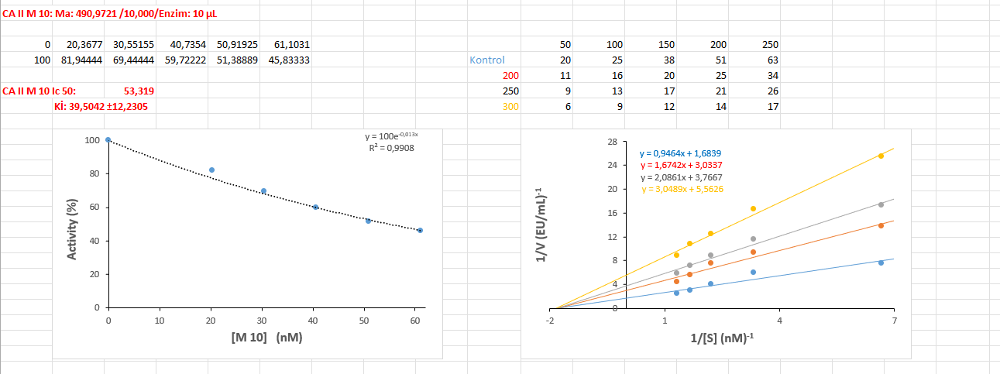 CA II M 10: Ma: 490,9721 /10,000/Enzim: 10 µL
0 20,3677 30,55155 40,7354 50,91925 61,1031
100 81,94444 69,44444 59,72222 51,38889 45,83333
CA II M 10 Ic 50: 53,319
Kİ: 39,5042 ±12,2305
50 100 150 200 250
Kontrol 20 25 38 51 63
200 11 16 20 25 34
250 9 13 17 21 26
300 6 9 12 14 17
y = 100e-0,013x
R² = 0,9908
100
80
60
40
20
0
Activity (%)
0 10 20 30 40 50 60
[M 10] (nM)
y = 0,9464x + 1,6839
y = 1,6742x + 3,0337
y = 2,0861x + 3,7667
y = 3,0489x + 5,5626
28
24
20
16
12
8
4
0
1/V (EU/mL)-1
-2 1 4 7
1/[S] (nM)-1